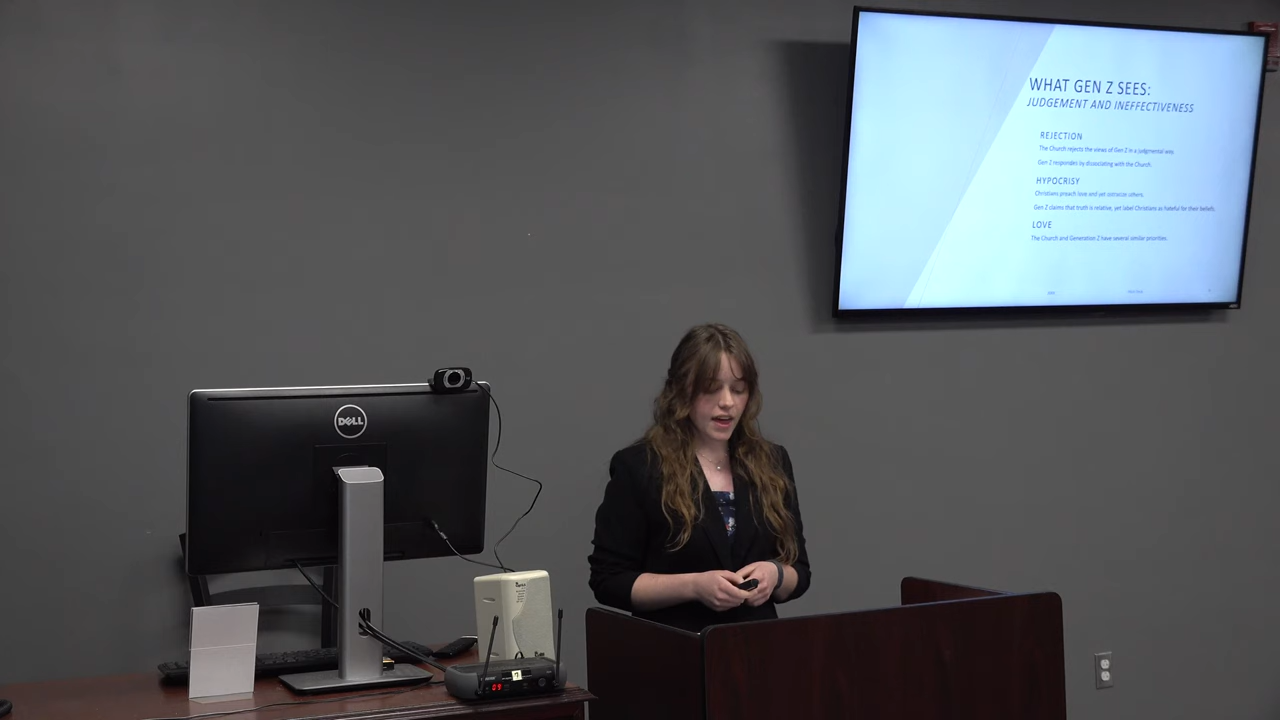 WHAT GEN Z SEES:
JUDGEMENT AND INEFFECTIVENESS
REJECTION
The Church rejects the views of Gen Z in a judgmental way.
Gen Z responds by dissociating with the Church.
HYPOCRISY
Christians preach love and yet ostracize others.
Gen Z claims that truth is relative, yet label Christians as hateful for their beliefs.
LOVE
The Church and Generation Z have several similar priorities.
DELL